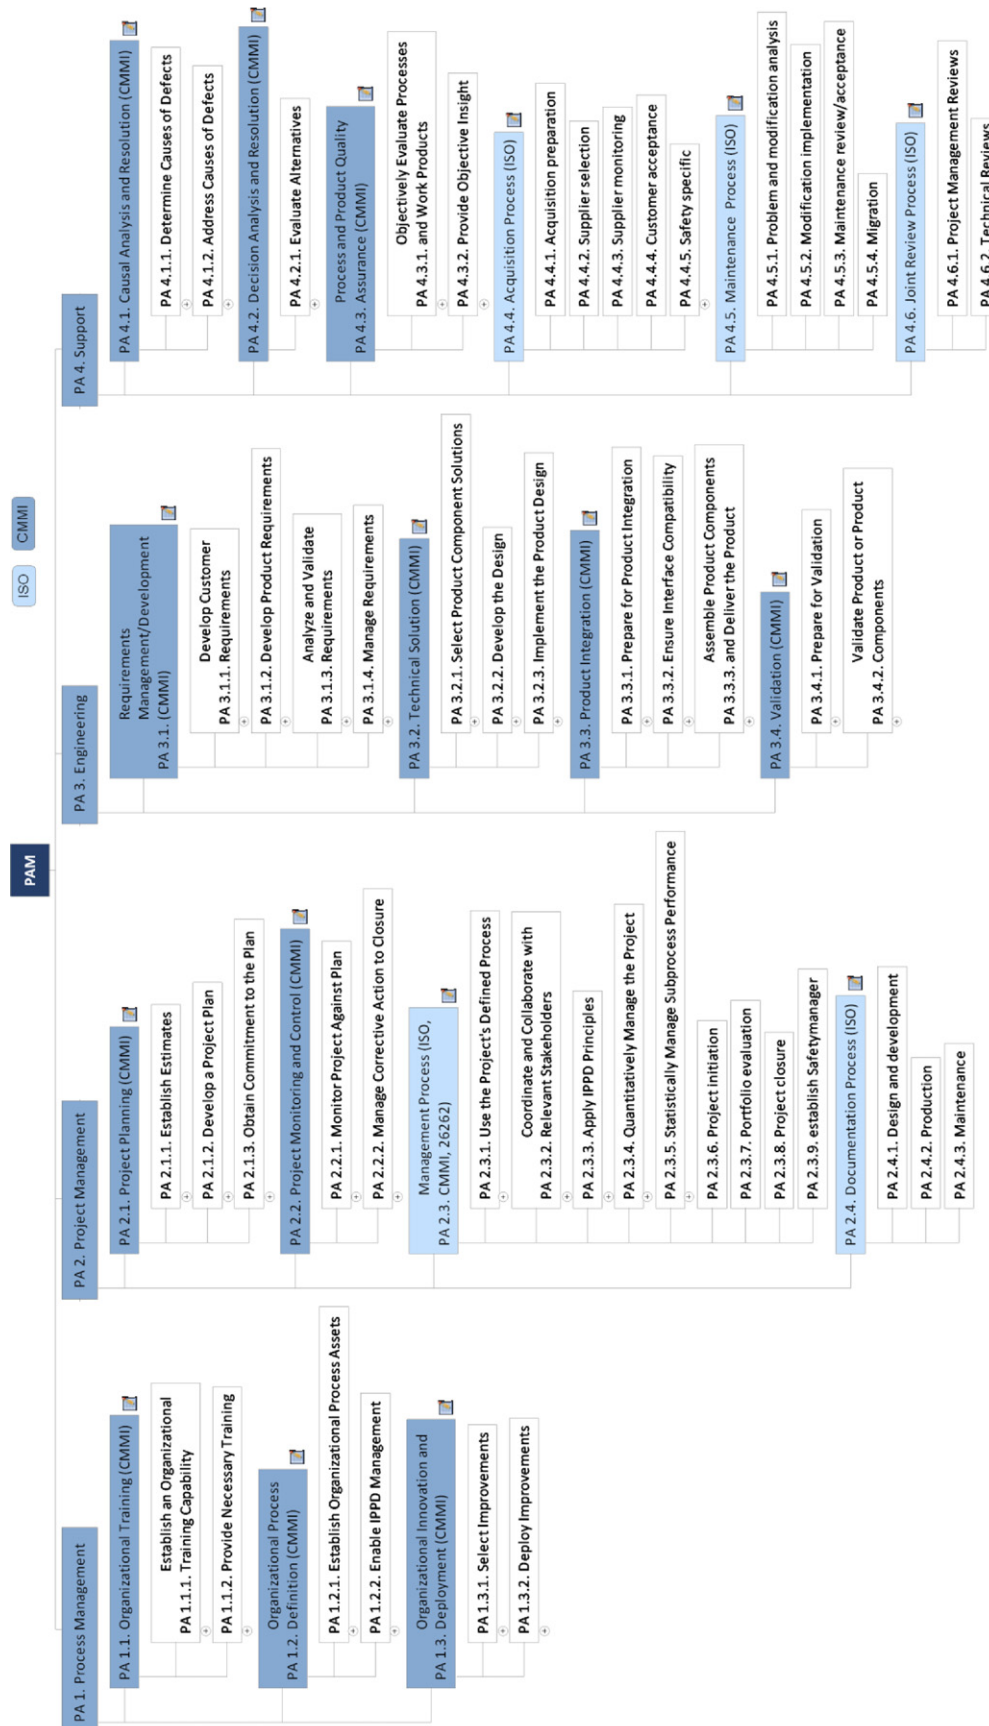 PAM
ISO
CMMI
PA 1. Process Management
PA 1.1. Organizational Training (CMMI)
Establish an Organizational
PA 1.1.1. Training Capability
PA 1.1.2. Provide Necessary Training
Organizational Process
PA 1.2. Definition (CMMI)
PA 1.2.1. Establish Organizational Process Assets
PA 1.2.2. Enable IPPD Management
Organizational Innovation and
PA 1.3. Deployment (CMMI)
PA 1.3.1. Select Improvements
PA 1.3.2. Deploy Improvements
PA 2. Project Management
PA 2.1. Project Planning (CMMI)
PA 2.1.1. Establish Estimates
PA 2.1.2. Develop a Project Plan
PA 2.1.3. Obtain Commitment to the Plan
PA 2.2. Project Monitoring and Control (CMMI)
PA 2.2.1. Monitor Project Against Plan
PA 2.2.2. Manage Corrective Action to Closure
Management Process (ISO,
PA 2.3. CMMI, 26262)
PA 2.3.1. Use the Project's Defined Process
Coordinate and Collaborate with
PA 2.3.2. Relevant Stakeholders
PA 2.3.3. Apply IPPD Principles
PA 2.3.4. Quantitatively Manage the Project
PA 2.3.5. Statistically Manage Subprocess Performance
PA 2.3.6. Project initiation
PA 2.3.7. Portfolio evaluation
PA 2.3.8. Project closure
PA 2.3.9. establish Safetymanager
PA 2.4. Documentation Process (ISO)
PA 2.4.1. Design and development
PA 2.4.2. Production
PA 2.4.3. Maintenance
PA 3. Engineering
Requirements
Management/Development
PA 3.1. (CMMI)
Develop Customer
PA 3.1.1. Requirements
PA 3.1.2. Develop Product Requirements
Analyze and Validate
PA 3.1.3. Requirements
PA 3.1.4. Manage Requirements
PA 3.2. Technical Solution (CMMI)
PA 3.2.1. Select Product Component Solutions
PA 3.2.2. Develop the Design
PA 3.2.3. Implement the Product Design
PA 3.3. Product Integration (CMMI)
PA 3.3.1. Prepare for Product Integration
PA 3.3.2. Ensure Interface Compatibility
Assemble Product Components
PA 3.3.3. and Deliver the Product
PA 3.4. Validation (CMMI)
PA 3.4.1. Prepare for Validation
Validate Product or Product
PA 3.4.2. Components
PA 4. Support
PA 4.1. Causal Analysis and Resolution (CMMI)
PA 4.1.1. Determine Causes of Defects
PA 4.1.2. Address Causes of Defects
PA 4.2. Decision Analysis and Resolution (CMMI)
PA 4.2.1. Evaluate Alternatives
Process and Product Quality
PA 4.3. Assurance (CMMI)
Objectively Evaluate Processes
PA 4.3.1. and Work Products
PA 4.3.2. Provide Objective Insight
PA 4.4. Acquisition Process (ISO)
PA 4.4.1. Acquisition preparation
PA 4.4.2. Supplier selection
PA 4.4.3. Supplier monitoring
PA 4.4.4. Customer acceptance
PA 4.4.5. Safety specific
PA 4.5. Maintenance Process (ISO)
PA 4.5.1. Problem and modification analysis
PA 4.5.2. Modification implementation
PA 4.5.3. Maintenance review/acceptance
PA 4.5.4. Migration
PA 4.6. Joint Review Process (ISO)
PA 4.6.1. Project Management Reviews
PA 4.6.2. Technical Reviews